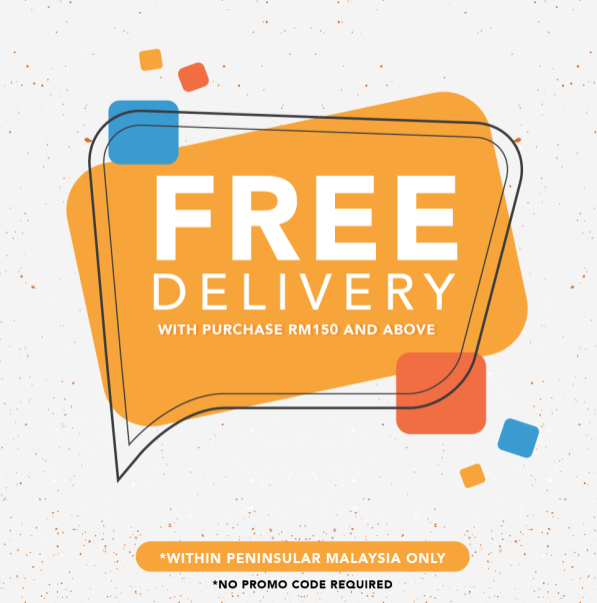 FREE
DELIVERY
WITH PURCHASE RM150 AND ABOVE
*WITHIN PENINSULAR MALAYSIA ONLY
*NO PROMO CODE REQUIRED